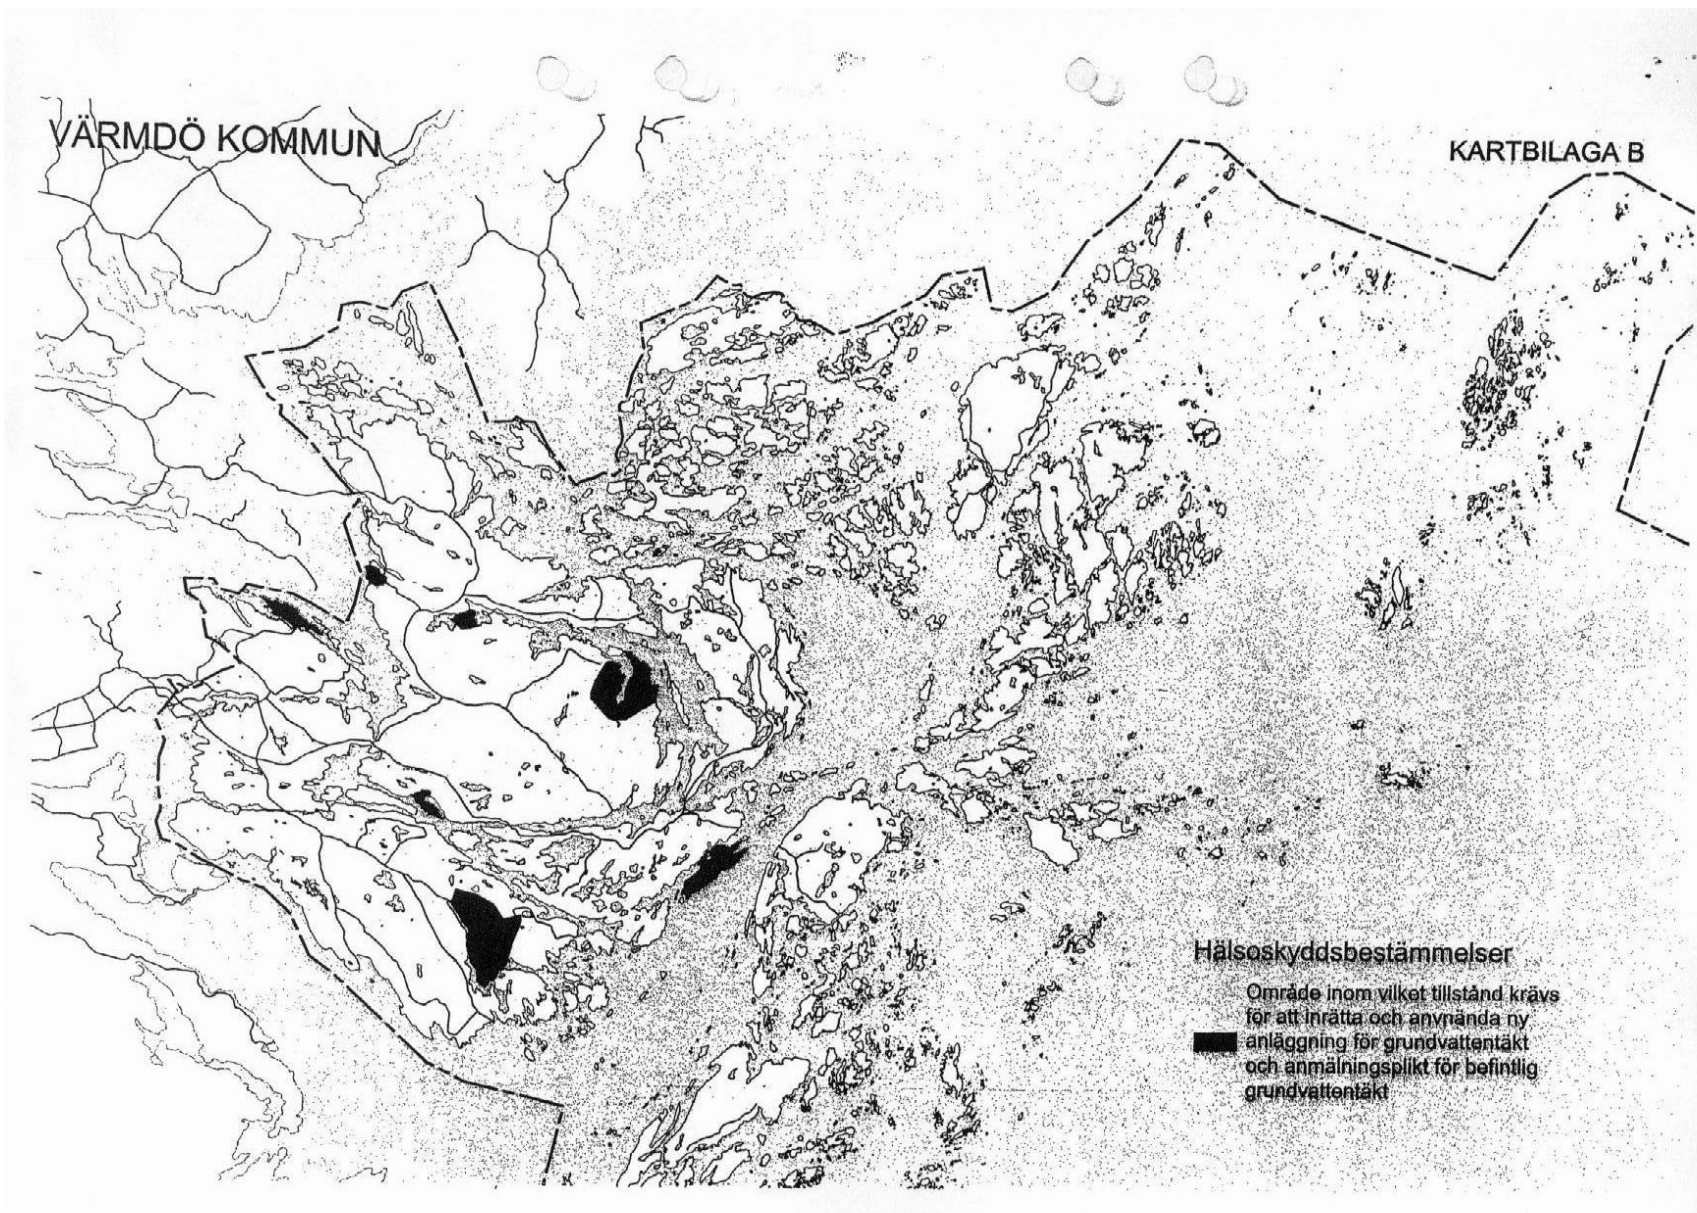 VÄRMDÖ KOMMUN
KARTBILAGA B
Hälsoskyddsbestämmelser
Område inom vilket tillstånd krävs
för att inrätta och anvnända ny
anläggning för grundvattentäkt
och anmälningsplikt för befintlig
grundvattentäkt